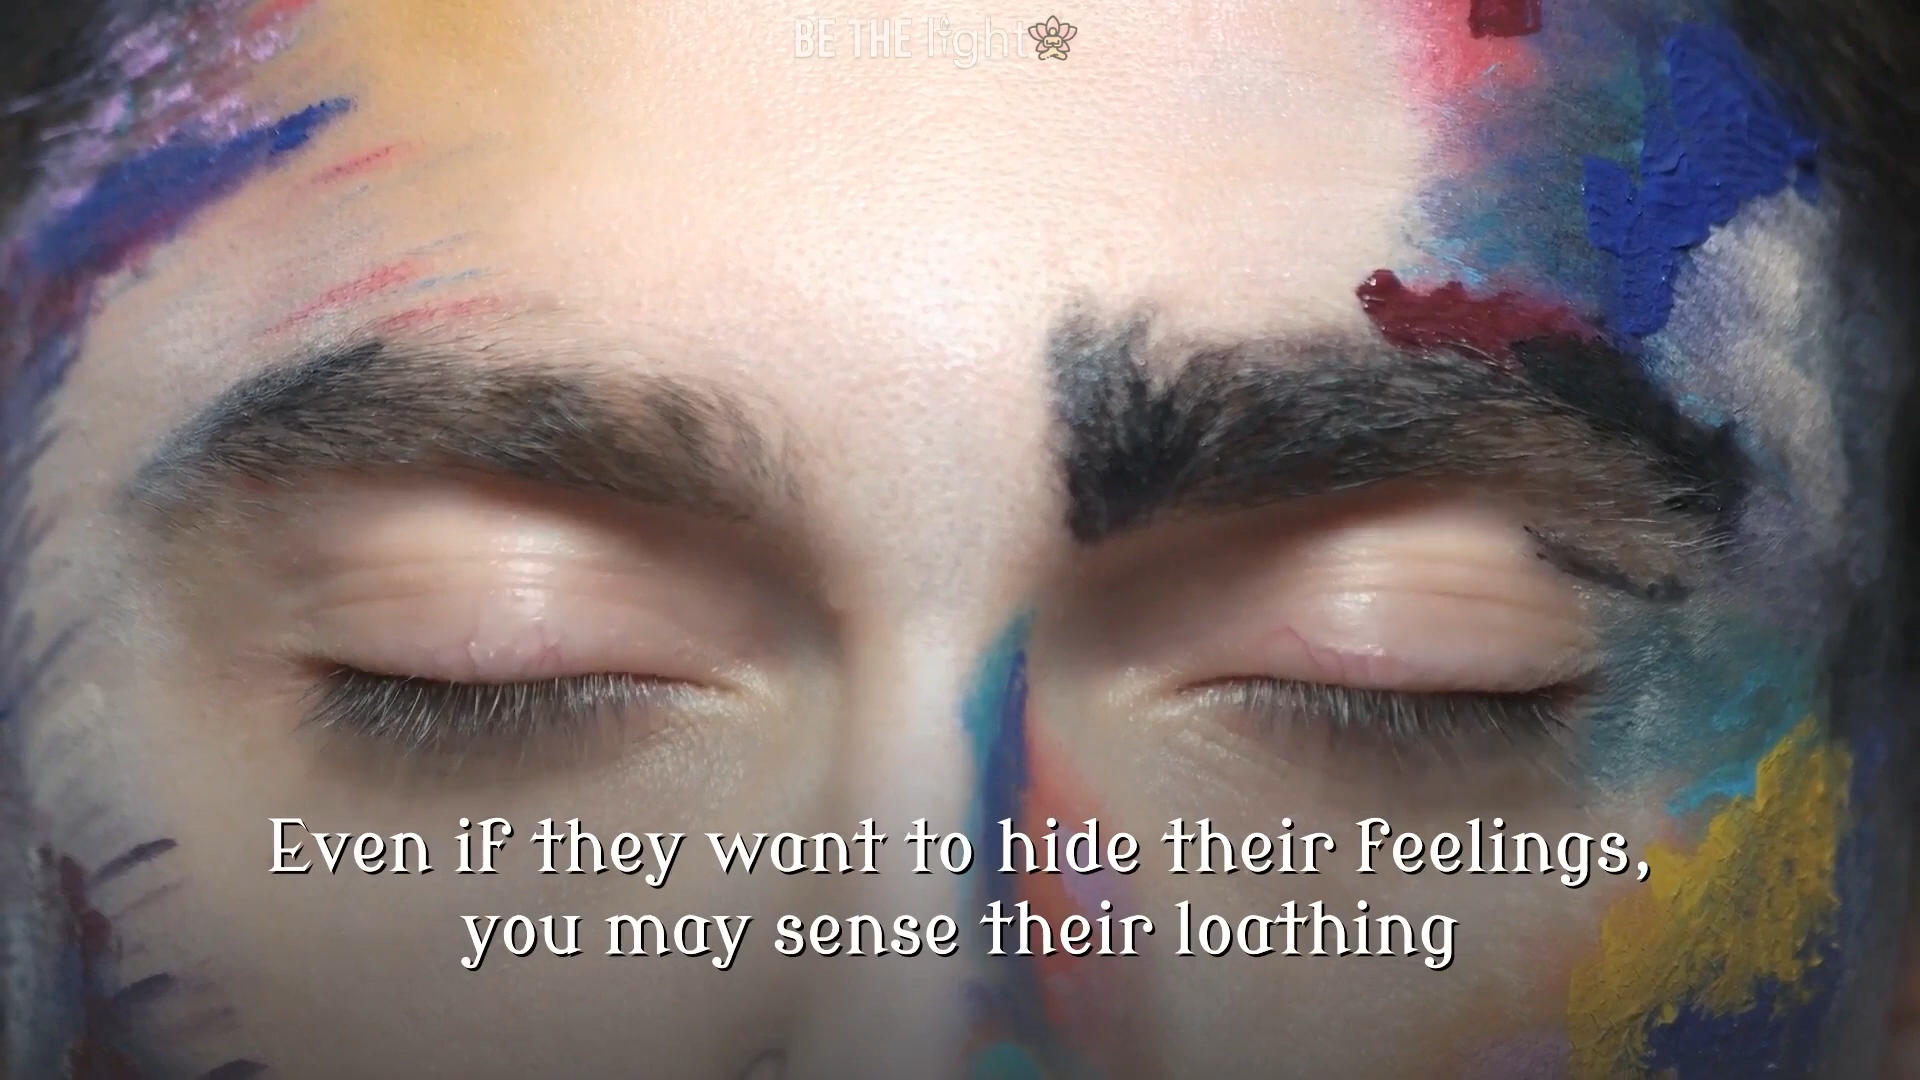 BE THE light
Even if they want to hide their feelings,
you may sense their loathing